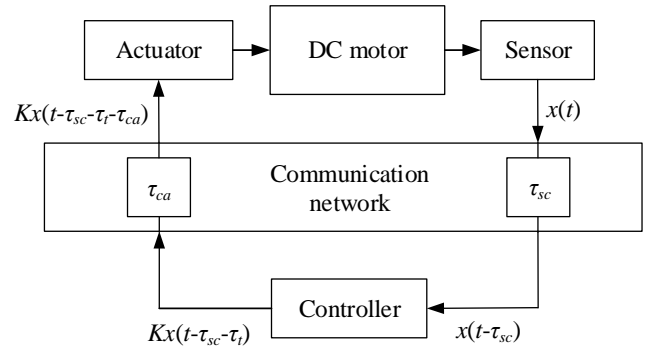 Actuator
DC motor
Sensor
Kx(t-τsc-τt-τca)
x(t)
τca
Communication
network
τsc
Controller
Kx(t-τsc-τt)
x(t-τsc)